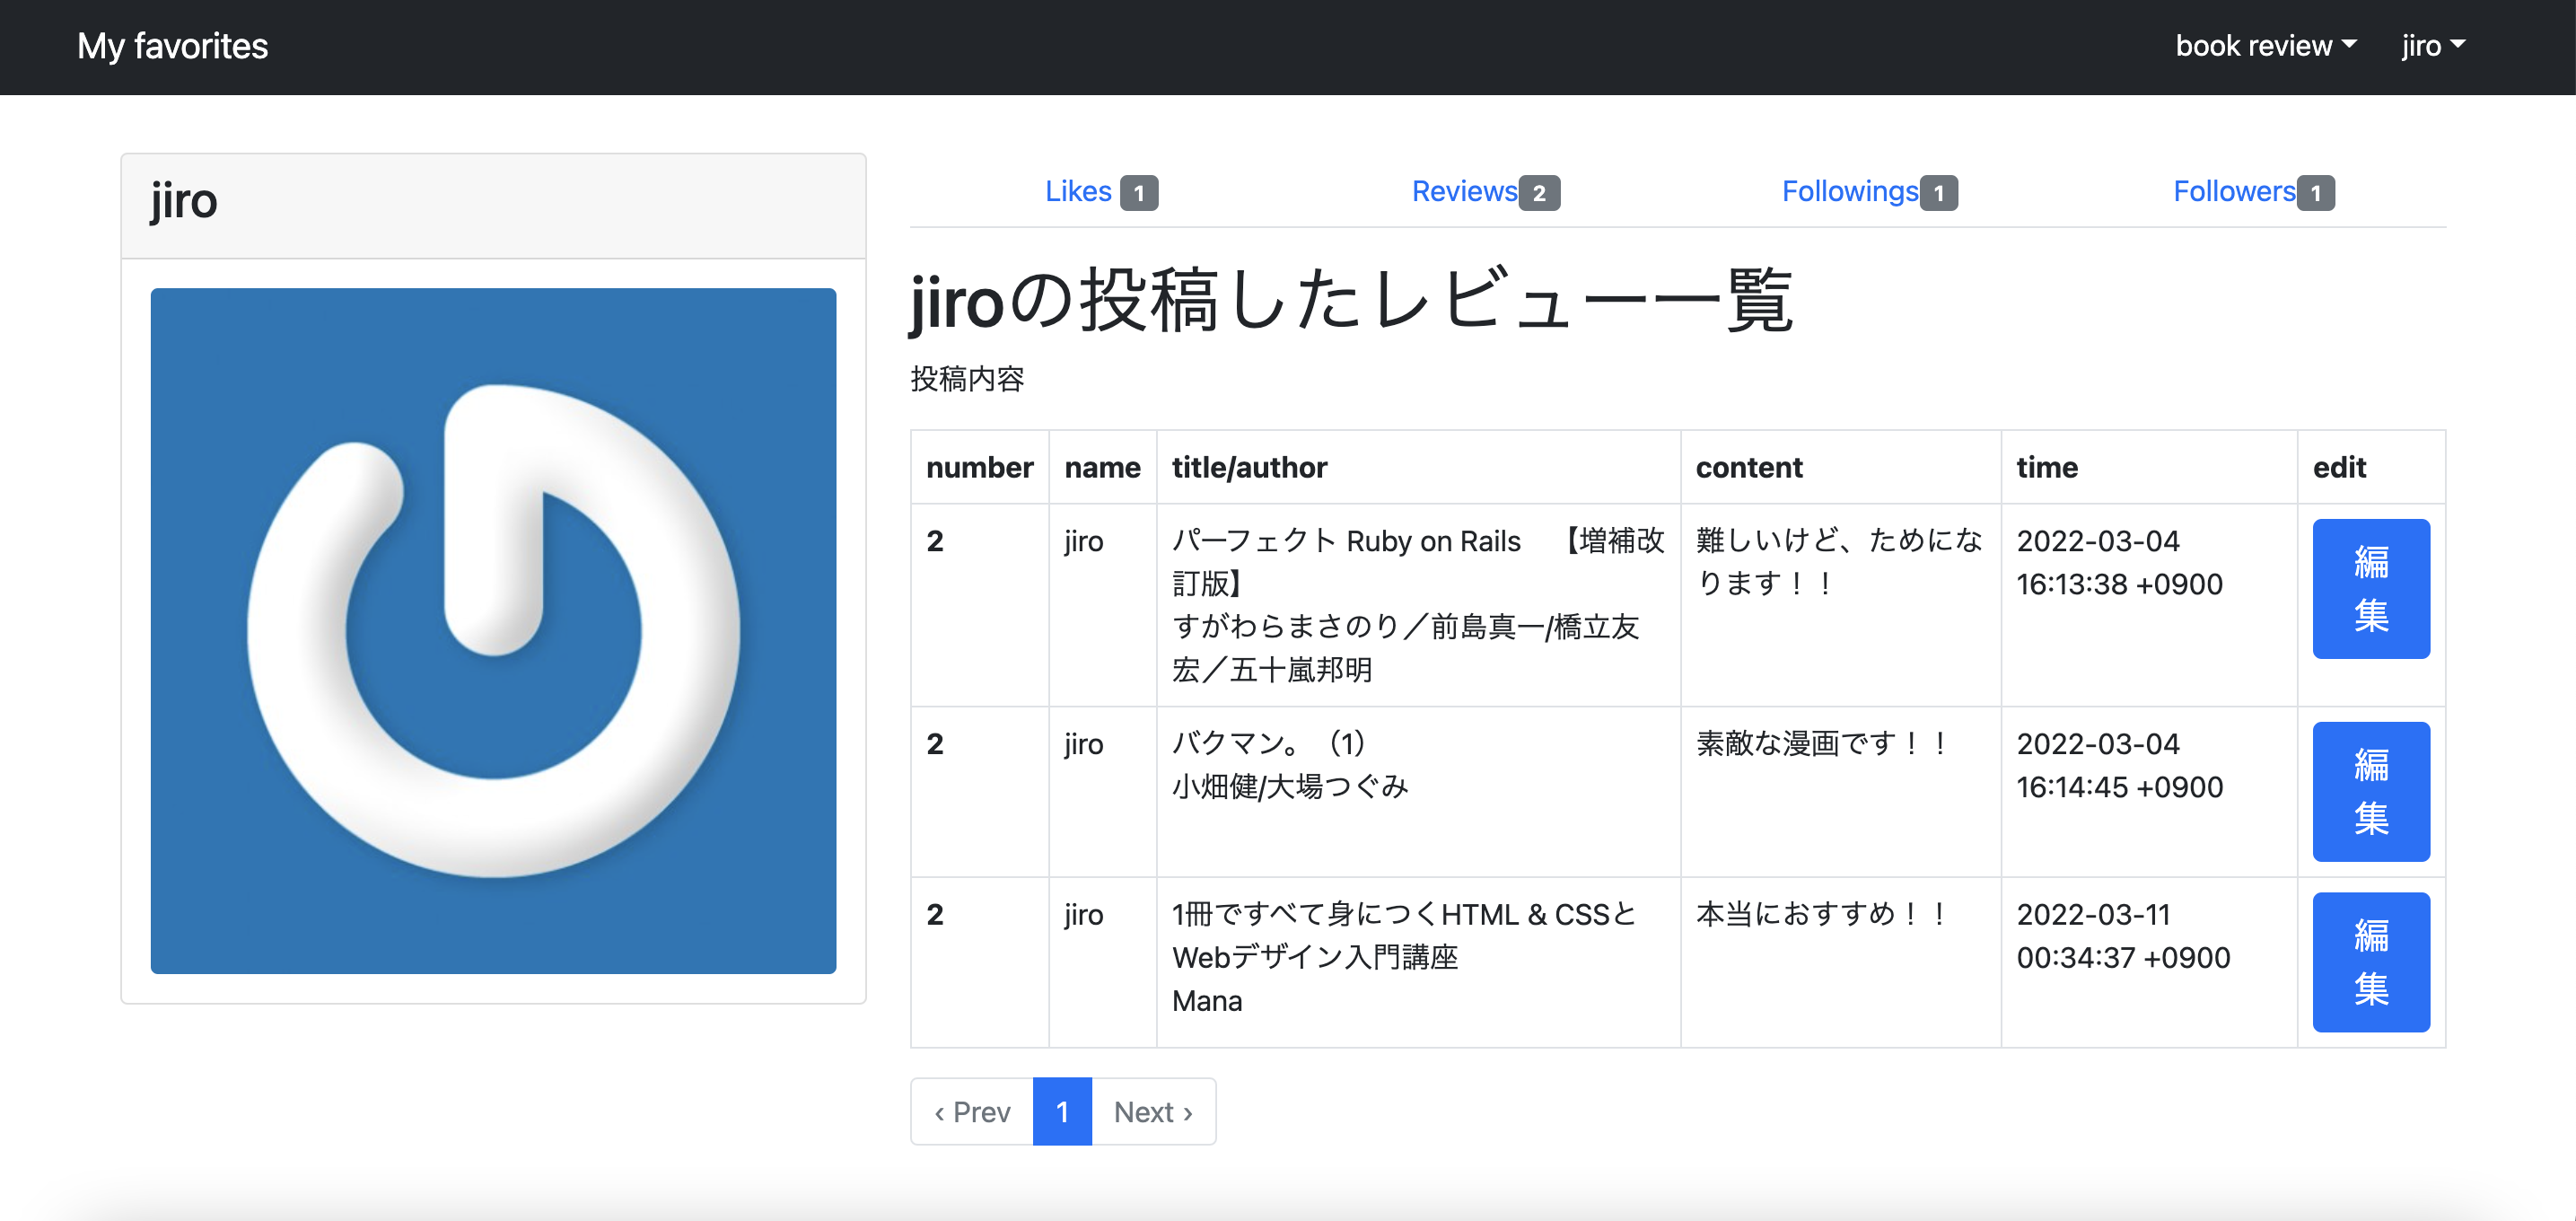 My favorites
book review
jiro
jiro
Likes 1
Reviews 2
Followings 1
Followers 1
jiroの投稿したレビュー一覧
投稿内容
number name title/author content time edit
2 jiro パーフェクト Ruby on Rails　【増補改 難しいけど、ためにな 2022-03-04 編
訂版】 ります！！ 16:13:38 +0900 集
すがわらまさのり／前島真一/橋立友
宏／五十嵐邦明
2 jiro バクマン。（1） 素敵な漫画です！！ 2022-03-04 編
小畑健/大場つぐみ 16:14:45 +0900 集
2 jiro 1冊ですべて身につくHTML & CSSと 本当におすすめ！！ 2022-03-11 編
Webデザイン入門講座 00:34:37 +0900 集
Mana
‹ Prev 1 Next ›